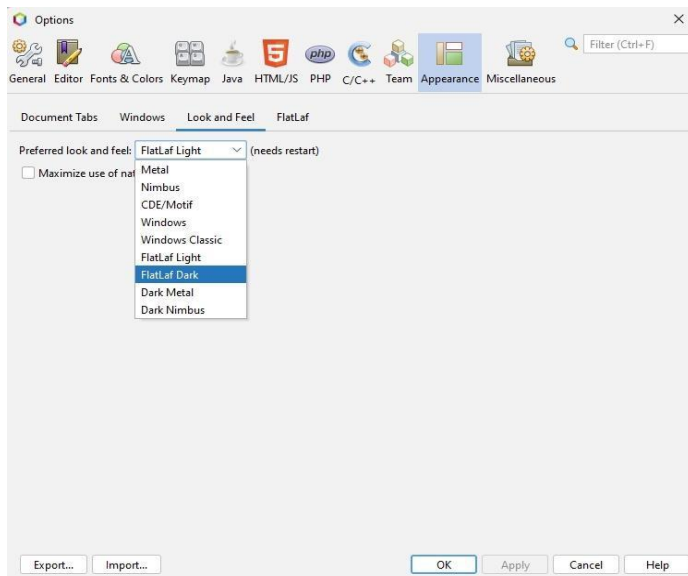 Options
Filter (Ctrl+F)
General Editor Fonts & Colors Keymap Java HTML/JS PHP C/C++ Team Appearance Miscellaneous
Document Tabs Windows Look and Feel FlatLaf
Preferred look and feel: FlatLaf Light (needs restart)
Maximize use of nat
Metal
Nimbus
CDE/Motif
Windows
Windows Classic
FlatLaf Light
FlatLaf Dark
Dark Metal
Dark Nimbus
Export... Import... OK Apply Cancel Help